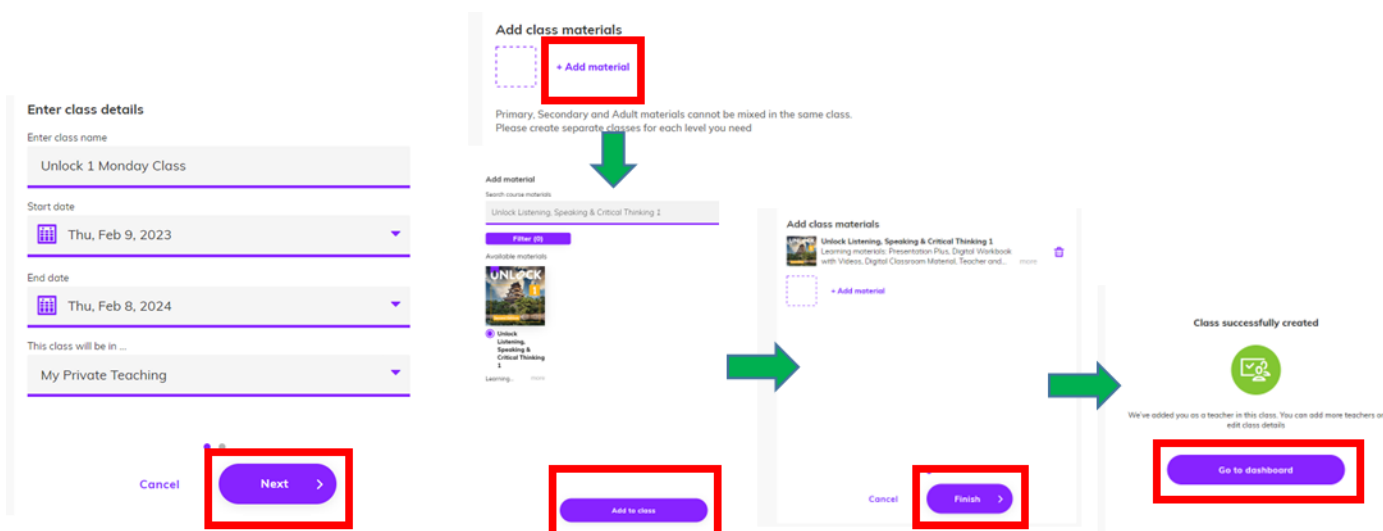 Enter class details
Enter class name
Unlock 1 Monday Class
Start date
Thu, Feb 9, 2023
End date
Thu, Feb 8, 2024
This class will be in ...
My Private Teaching
Cancel
Next
Add class materials
+ Add material
Primary, Secondary and Adult materials cannot be mixed in the same class.
Please create separate classes for each level you need
Add material
Search course materials
Unlock Listening, Speaking & Critical Thinking 1
Filter (0)
Available materials
UNLOCK
1
Unlock
Listening,
Speaking &
Critical Thinking
1
Learning... more
Add to class
Add class materials
UNLOCK
Unlock Listening, Speaking & Critical Thinking 1
Learning materials: Presentation Plus, Digital Workbook
with Videos, Digital Classroom Material, Teacher and... more
+ Add material
Cancel
Finish
Class successfully created
We've added you as a teacher in this class. You can add more teachers or
edit class details
Go to dashboard